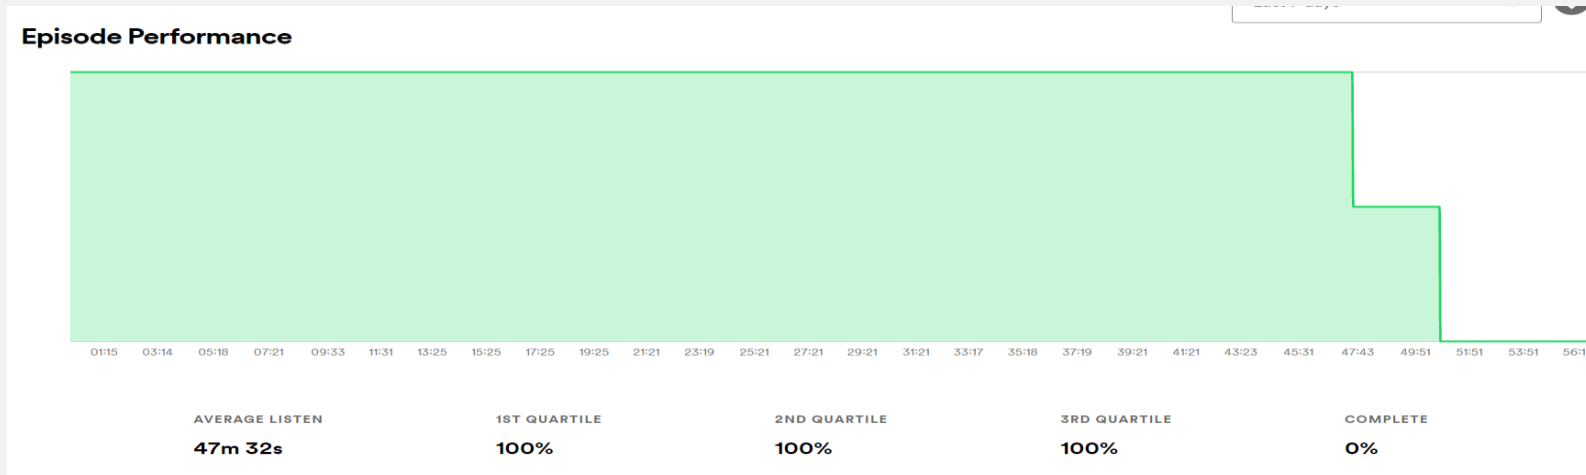 Episode Performance
01:15 03:14 05:18 07:21 09:33 11:31 13:25 15:25 17:25 19:25 21:21 23:19 25:21 27:21 29:21 31:21 33:17 35:18 37:19 39:21 41:21 43:23 45:31 47:43 49:51 51:51 53:51
AVERAGE LISTEN 1ST QUARTILE 2ND QUARTILE 3RD QUARTILE COMPLETE
47m 32s 100% 100% 100% 0%